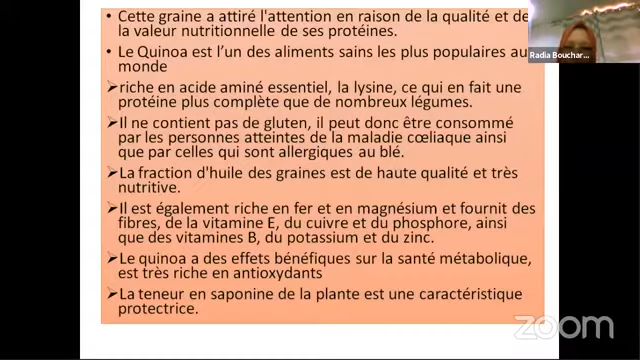 • Cette graine a attiré l'attention en raison de la qualité et de
la valeur nutritionnelle de ses protéines.
• Le Quinoa est l'un des aliments sains les plus populaires au
monde
➢riche en acide aminé essentiel, la lysine, ce qui en fait une
protéine plus complète que de nombreux légumes.
➢Il ne contient pas de gluten, il peut donc être consommé
par les personnes atteintes de la maladie cœliaque ainsi
que par celles qui sont allergiques au blé.
➢La fraction d'huile des graines est de haute qualité et très
nutritive.
➢Il est également riche en fer et en magnésium et fournit des
fibres, de la vitamine E, du cuivre et du phosphore, ainsi
que des vitamines B, du potassium et du zinc.
➢Le quinoa a des effets bénéfiques sur la santé métabolique,
est très riche en antioxydants
➢La teneur en saponine de la plante est une caractéristique
protectrice.
Radia Bouchar...
zoom